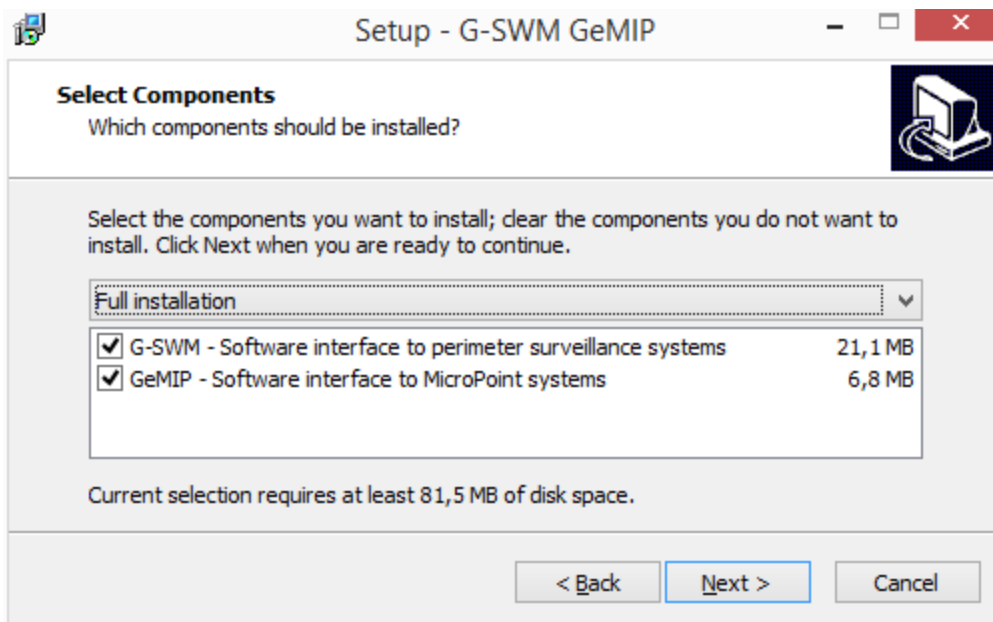 Setup - G-SWM GeMIP
Select Components
Which components should be installed?
Select the components you want to install; clear the components you do not want to
install. Click Next when you are ready to continue.
Full installation
G-SWM - Software interface to perimeter surveillance systems 21,1 MB
GeMIP - Software interface to MicroPoint systems 6,8 MB
Current selection requires at least 81,5 MB of disk space.
< Back Next > Cancel